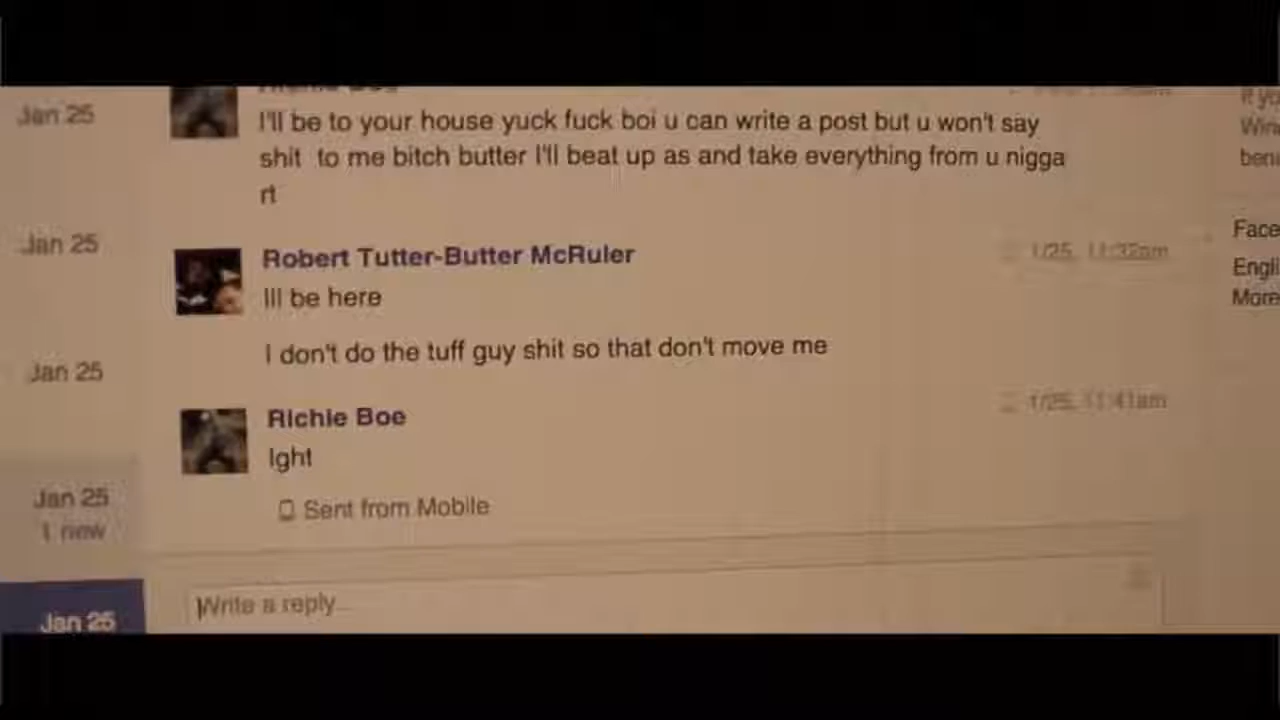 Jan 25
I'll be to your house yuck fuck boi u can write a post but u won't say
shit to me bitch butter I'll beat up as and take everything from u nigga
rt
Jan 25
Robert Tutter-Butter McRuler
1/25, 11:32am
Ill be here
I don't do the tuff guy shit so that don't move me
Jan 25
Richie Boe
1/25, 11:41am
Ight
Sent from Mobile
Jan 25
1 new
Write a reply...
Jan 25
If yo
Win
ben
Face
Engli
More